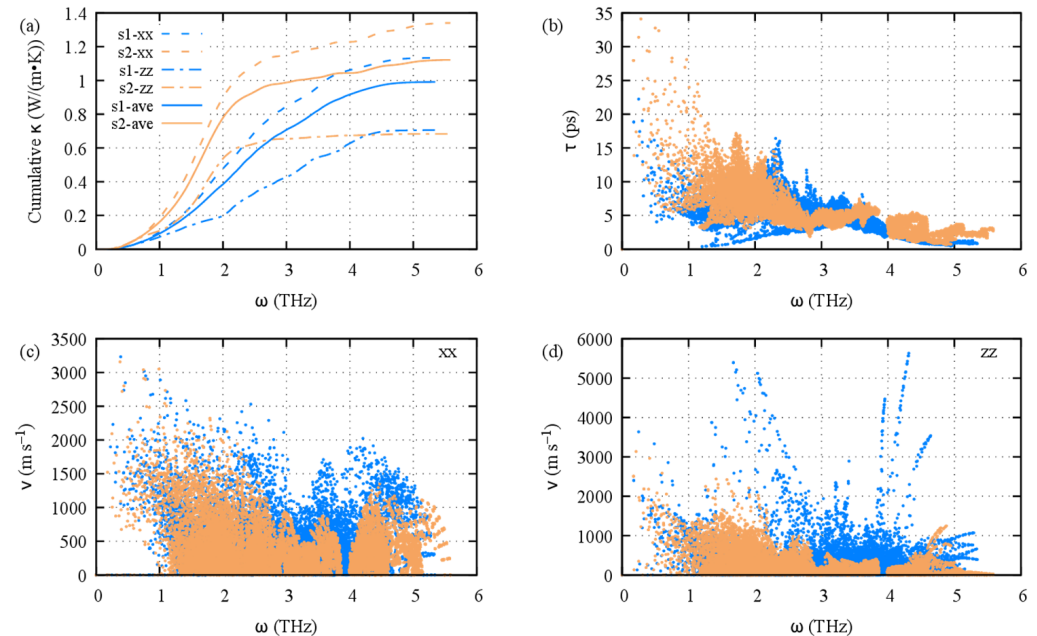 (a)
1.4
1.2
1
0.8
0.6
0.4
0.2
0
Cumulative κ (W/(m•K))
s1-xx
s2-xx
s1-zz
s2-zz
s1-ave
s2-ave
0 1 2 3 4 5 6
ω (THz)
(b)
35
30
25
20
15
10
5
0
τ (ps)
0 1 2 3 4 5 6
ω (THz)
(c)
xx
3500
3000
2500
2000
1500
1000
500
0
v (m s⁻¹)
0 1 2 3 4 5 6
ω (THz)
(d)
zz
6000
5000
4000
3000
2000
1000
0
v (m s⁻¹)
0 1 2 3 4 5 6
ω (THz)